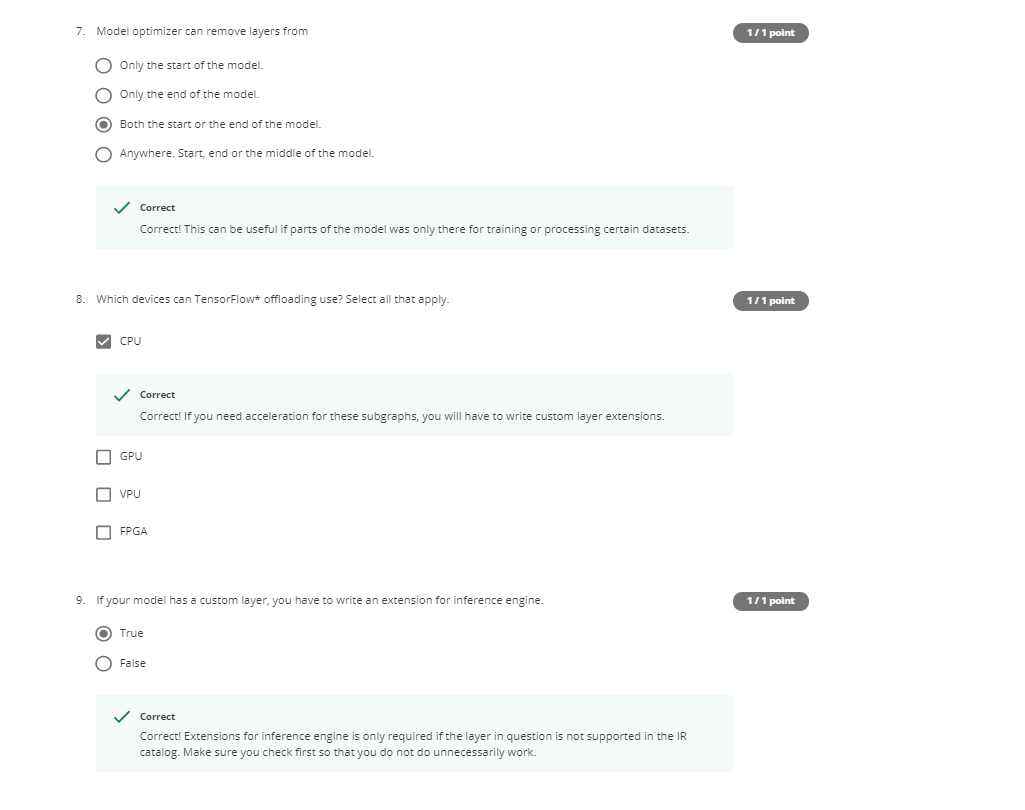 7. Model optimizer can remove layers from
1 / 1 point
Only the start of the model.
Only the end of the model.
Both the start or the end of the model.
Anywhere. Start, end or the middle of the model.
Correct
Correct! This can be useful if parts of the model was only there for training or processing certain datasets.
8. Which devices can TensorFlow* offloading use? Select all that apply.
1 / 1 point
CPU
Correct
Correct! If you need acceleration for these subgraphs, you will have to write custom layer extensions.
GPU
VPU
FPGA
9. If your model has a custom layer, you have to write an extension for inference engine.
1 / 1 point
True
False
Correct
Correct! Extensions for inference engine is only required if the layer in question is not supported in the IR
catalog. Make sure you check first so that you do not do unnecessarily work.